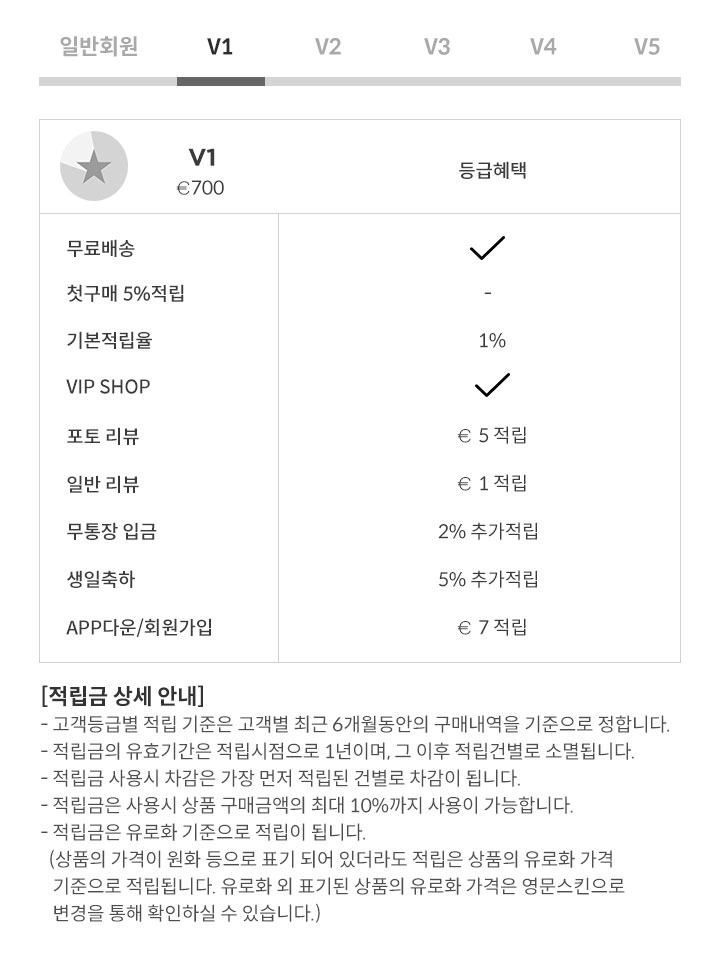 일반회원 V1 V2 V3 V4 V5
V1
€700
등급혜택
무료배송
첫구매 5%적립 -
기본적립율 1%
VIP SHOP
포토 리뷰 € 5 적립
일반 리뷰 € 1 적립
무통장 입금 2% 추가적립
생일축하 5% 추가적립
APP다운/회원가입 € 7 적립
[적립금 상세 안내]
- 고객등급별 적립 기준은 고객별 최근 6개월동안의 구매내역을 기준으로 정합니다.
- 적립금의 유효기간은 적립시점으로 1년이며, 그 이후 적립건별로 소멸됩니다.
- 적립금 사용시 차감은 가장 먼저 적립된 건별로 차감이 됩니다.
- 적립금은 사용시 상품 구매금액의 최대 10%까지 사용이 가능합니다.
- 적립금은 유로화 기준으로 적립이 됩니다.
(상품의 가격이 원화 등으로 표기 되어 있더라도 적립은 상품의 유로화 가격
기준으로 적립됩니다. 유로화 외 표기된 상품의 유로화 가격은 영문스킨으로
변경을 통해 확인하실 수 있습니다.)